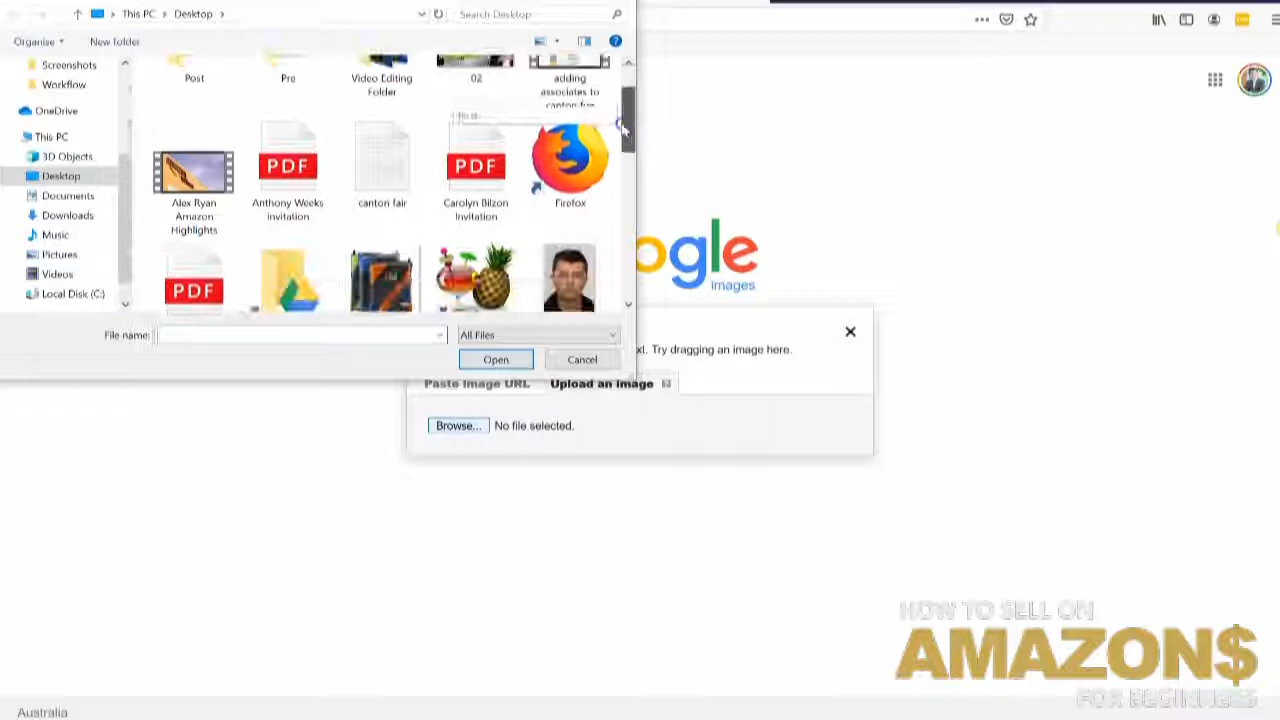 This PC > Desktop >
Search Desktop
Organise
New folder
Screenshots
Workflow
OneDrive
This PC
3D Objects
Desktop
Documents
Downloads
Music
Pictures
Videos
Local Disk (C:)
Post
Pre
Video Editing
Folder
02
adding
associates to
PDF
PDF
Alex Ryan
Amazon
Highlights
Anthony Weeks
Invitation
canton fair
Carolyn Bilzon
Invitation
Firefox
PDF
File name:
All Files
Open
Cancel
ogle
images
xt. Try dragging an image here.
Paste image URL
Upload an image
Browse...
No file selected.
HOW TO SELL ON
AMAZON$
FOR BEGINNERS
Australia